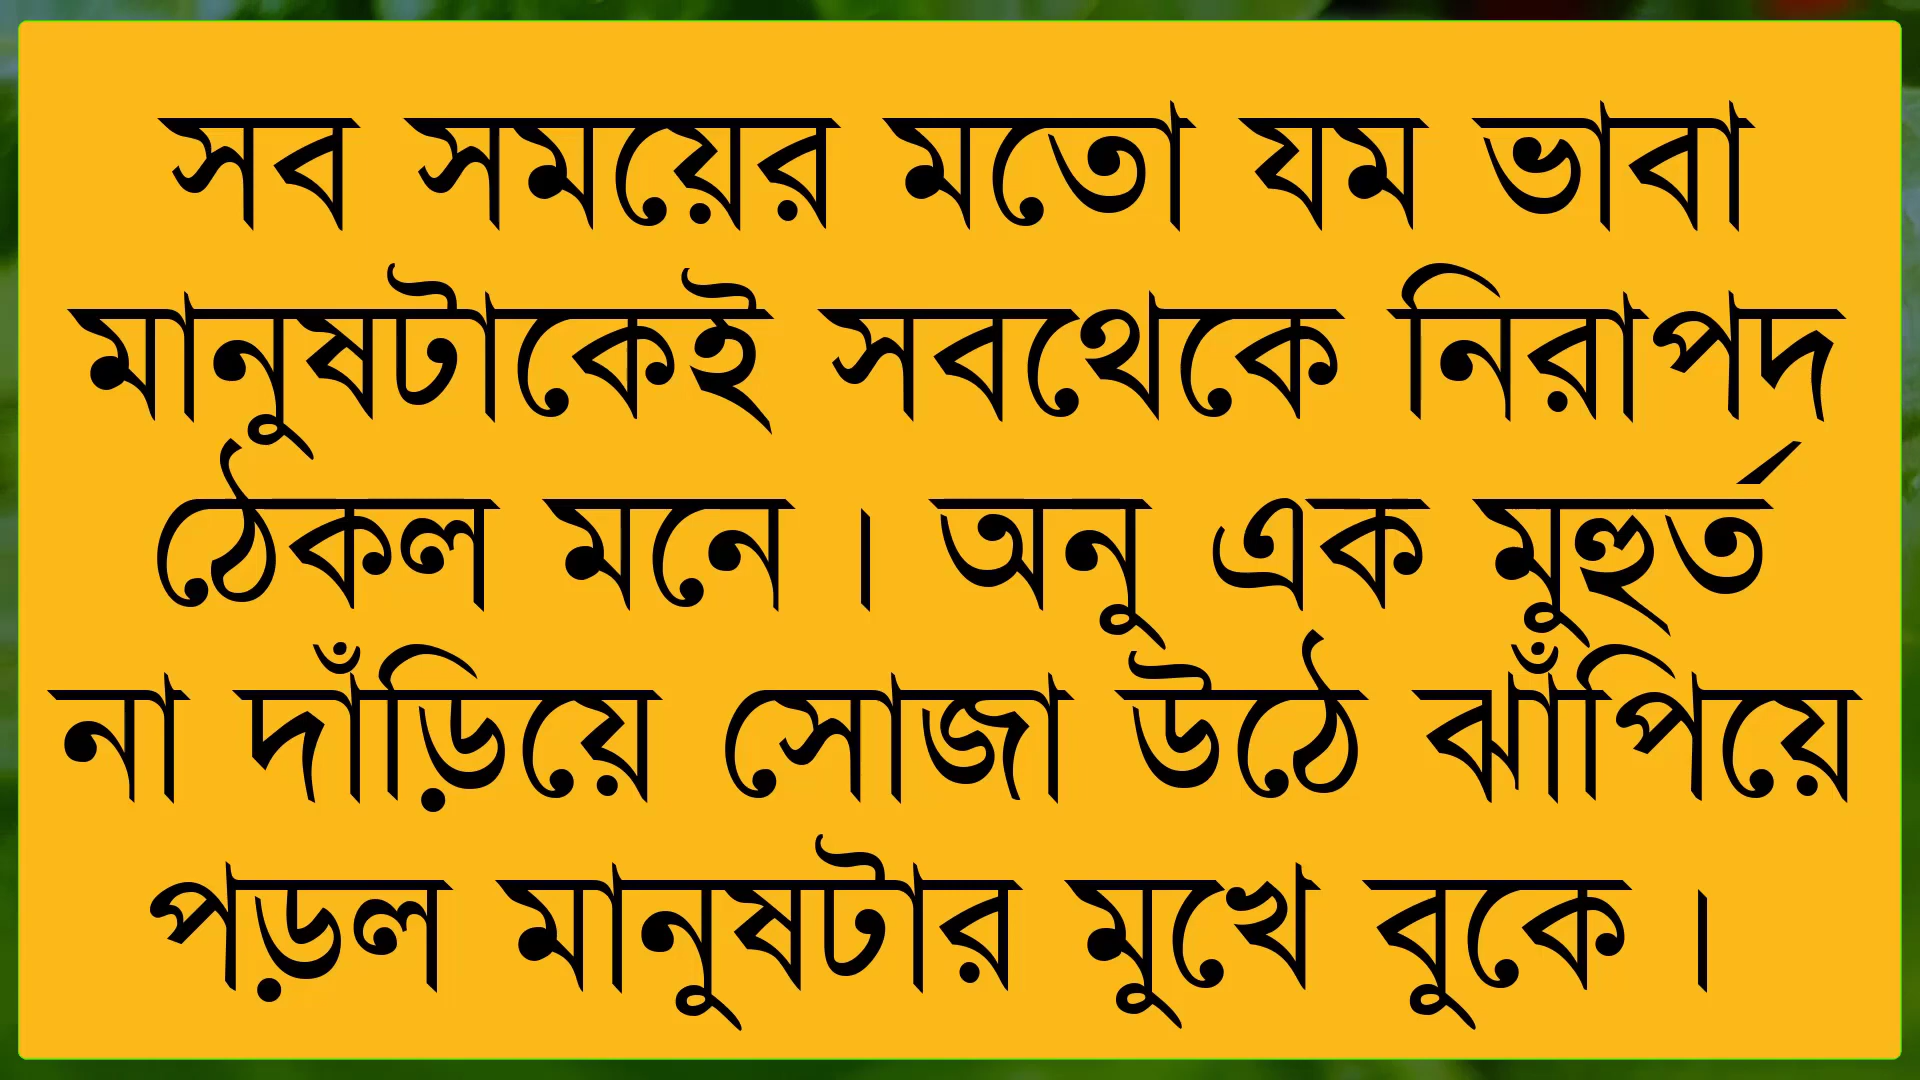 সব সময়ের মতো যম ভাবা
মানুষটাকেই সবথেকে নিরাপদ
ঠেকল মনে । অনু এক মুহুর্ত
না দাঁড়িয়ে সোজা উঠে ঝাঁপিয়ে
পড়ল মানুষটার মুখে বুকে ।